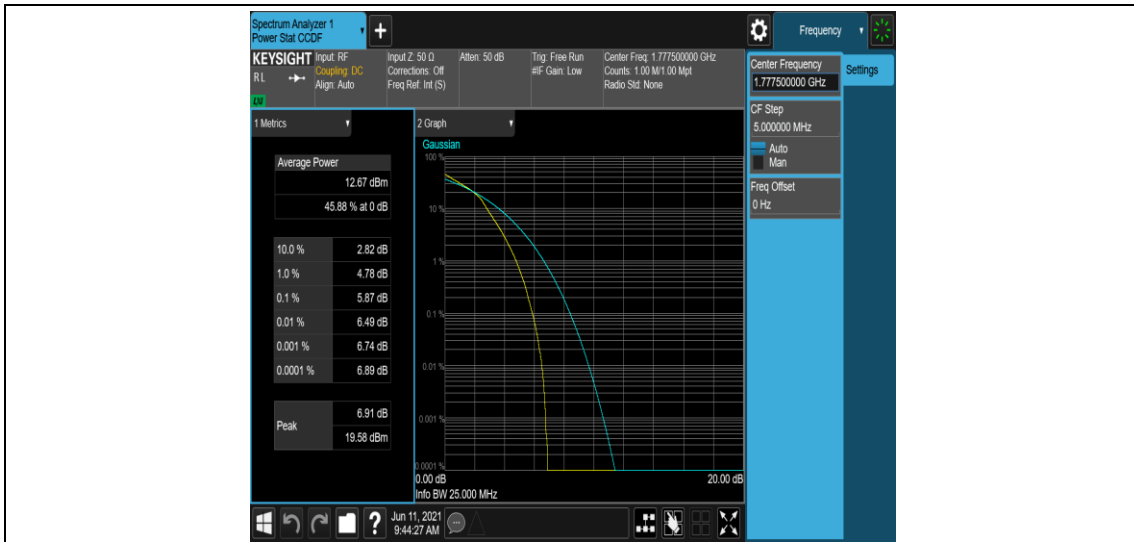 Spectrum Analyzer 1
Power Stat CCDF
+
Frequency
KEYSIGHT
R L
LXI
Input: RF
Coupling: DC
Align: Auto
Input Z: 50 Ω
Corrections: Off
Freq Ref: Int (S)
Atten: 50 dB
Trig: Free Run
#IF Gain: Low
Center Freq: 1.777500000 GHz
Counts: 1.00 M/1.00 Mpt
Radio Std: None
Center Frequency
1.777500000 GHz
Settings
CF Step
5.000000 MHz
Auto
Man
Freq Offset
0 Hz
1 Metrics
Average Power
12.67 dBm
45.88 % at 0 dB
10.0 % 2.82 dB
1.0 % 4.78 dB
0.1 % 5.87 dB
0.01 % 6.49 dB
0.001 % 6.74 dB
0.0001 % 6.89 dB
Peak
6.91 dB
19.58 dBm
2 Graph
Gaussian
100 %
10 %
1 %
0.1 %
0.01 %
0.001 %
0.0001 %
0.00 dB 20.00 dB
Info BW 25.000 MHz
?
Jun 11, 2021
9:44:27 AM